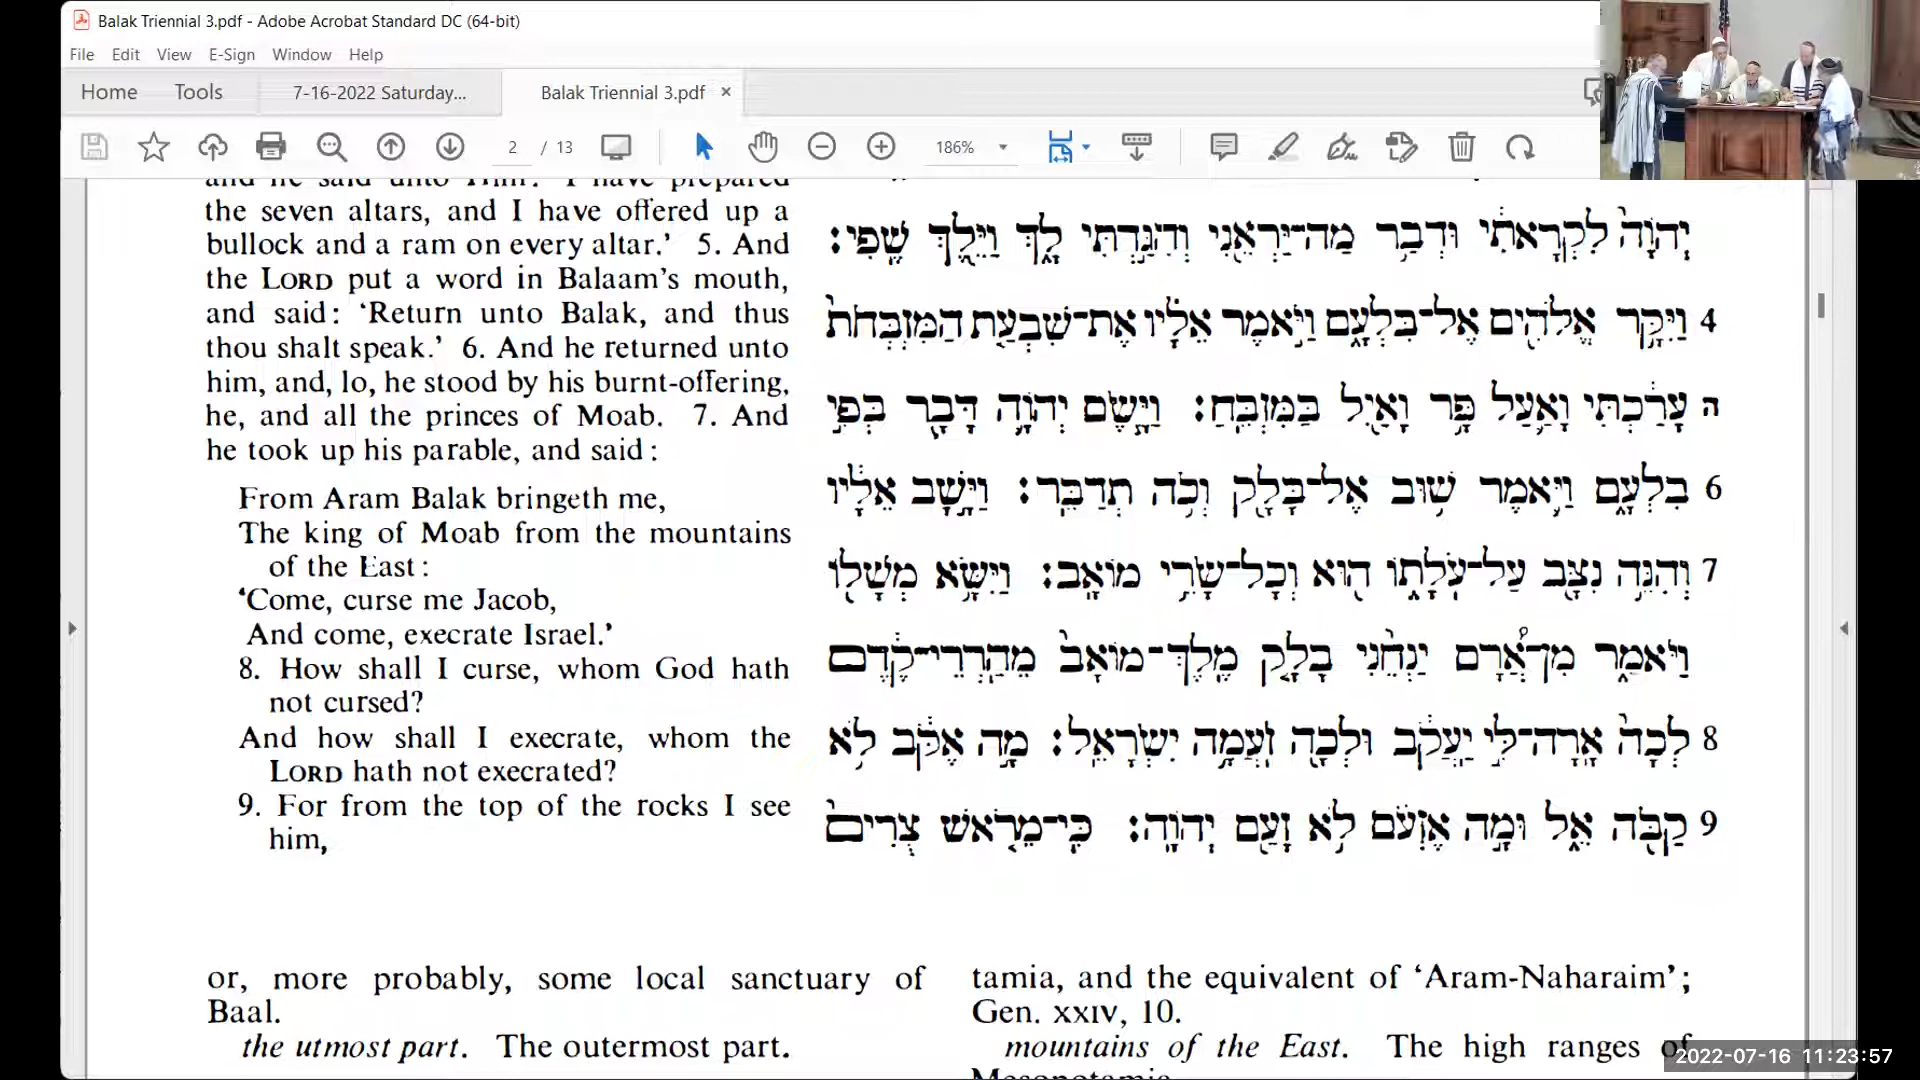 Balak Triennial 3.pdf - Adobe Acrobat Standard DC (64-bit)
File Edit View E-Sign Window Help
Home Tools 7-16-2022 Saturday... Balak Triennial 3.pdf ×
2 / 13 186%
and he said unto Him: 'I have prepared
the seven altars, and I have offered up a
bullock and a ram on every altar.' 5. And
the LORD put a word in Balaam's mouth,
and said: 'Return unto Balak, and thus
thou shalt speak.' 6. And he returned unto
him, and, lo, he stood by his burnt-offering,
he, and all the princes of Moab. 7. And
he took up his parable, and said:
From Aram Balak bringeth me,
The king of Moab from the mountains
of the East:
'Come, curse me Jacob,
And come, execrate Israel.'
8. How shall I curse, whom God hath
not cursed?
And how shall I execrate, whom the
LORD hath not execrated?
9. For from the top of the rocks I see
him,
יְהוָה֙ לִקְרָאתִ֔י וּדְבַ֥ר מַה־יַּרְאֵ֖נִי וְהִגַּ֣דְתִּי לָ֑ךְ וַיֵּ֖לֶךְ שֶֽׁפִי׃
4 וַיִּקָּ֥ר אֱלֹהִ֖ים אֶל־בִּלְעָ֑ם וַיֹּ֣אמֶר אֵלָ֗יו אֶת־שִׁבְעַ֤ת הַמִּזְבְּחֹת֙
ה עָרַ֔כְתִּי וָאַ֛עַל פָּ֥ר וָאַ֖יִל בַּמִּזְבֵּֽחַ׃ וַיָּ֧שֶׂם יְהוָ֛ה דָּבָ֖ר בְּפִ֣י
6 בִלְעָ֑ם וַיֹּ֛אמֶר שׁ֥וּב אֶל־בָּלָ֖ק וְכֹ֥ה תְדַבֵּֽר׃ וַיָּ֣שָׁב אֵלָ֗יו
7 וְהִנֵּ֥ה נִצָּ֖ב עַל־עֹֽלָת֑וֹ ה֖וּא וְכָל־שָׂרֵ֥י מוֹאָֽב׃ וַיִּשָּׂ֥א מְשָׁל֖וֹ
וַיֹּאמַ֑ר מִן־אֲ֠רָם יַנְחֵ֨נִי בָלָ֤ק מֶֽלֶךְ־מוֹאָב֙ מֵֽהַרְרֵי־קֶ֔דֶם
8 לְכָה֙ אָֽרָה־לִּ֣י יַעֲקֹ֔ב וּלְכָ֖ה זֹעֲמָ֥ה יִשְׂרָאֵֽל׃ מָ֣ה אֶקֹּ֔ב לֹ֥א
9 קַבֹּ֖ה אֵ֑ל וּמָ֣ה אֶזְעֹ֔ם לֹ֥א זָעַ֖ם יְהוָֽה׃ כִּֽי־מֵרֹ֤אשׁ צֻרִים֙
or, more probably, some local sanctuary of
Baal.
the utmost part. The outermost part.
tamia, and the equivalent of 'Aram-Naharaim';
Gen. XXIV, 10.
mountains of the East. The high ranges of
Mesopotamia
2022-07-16 11:23:57